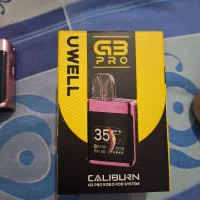 UWELL
G3
PRO
35
CALIBURN
G3 PRO KOKO POD SYSTEM